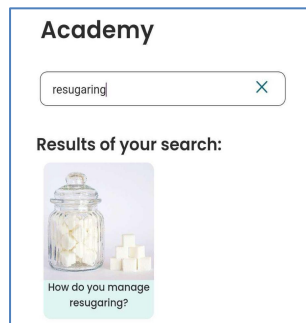 Academy
resugaring
Results of your search:
How do you manage
resugaring?